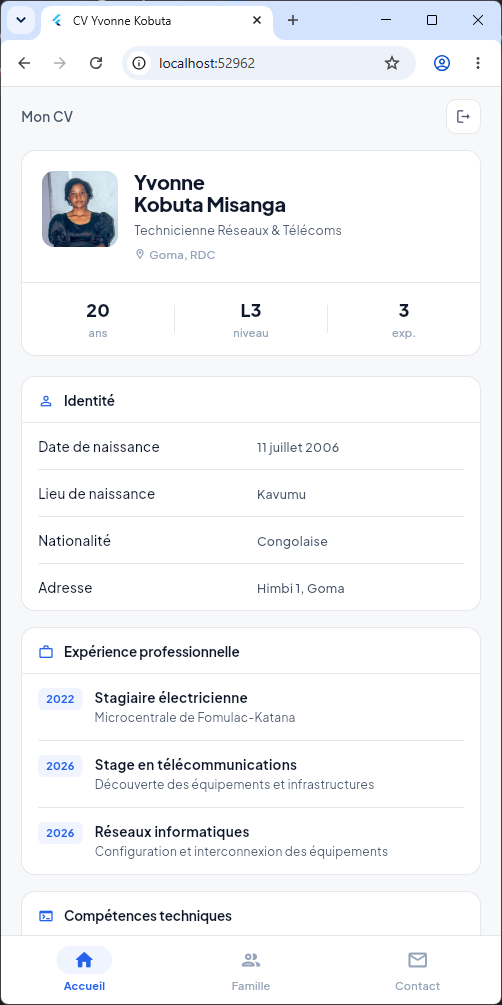 CV Yvonne Kobuta
localhost:52962
Mon CV
Yvonne
Kobuta Misanga
Technicienne Réseaux & Télécoms
Goma, RDC
20
ans
L3
niveau
3
exp.
Identité
Date de naissance
11 juillet 2006
Lieu de naissance
Kavumu
Nationalité
Congolaise
Adresse
Himbi 1, Goma
Expérience professionnelle
2022
Stagiaire électricienne
Microcentrale de Fomulac-Katana
2026
Stage en télécommunications
Découverte des équipements et infrastructures
2026
Réseaux informatiques
Configuration et interconnexion des équipements
Compétences techniques
Accueil
Famille
Contact